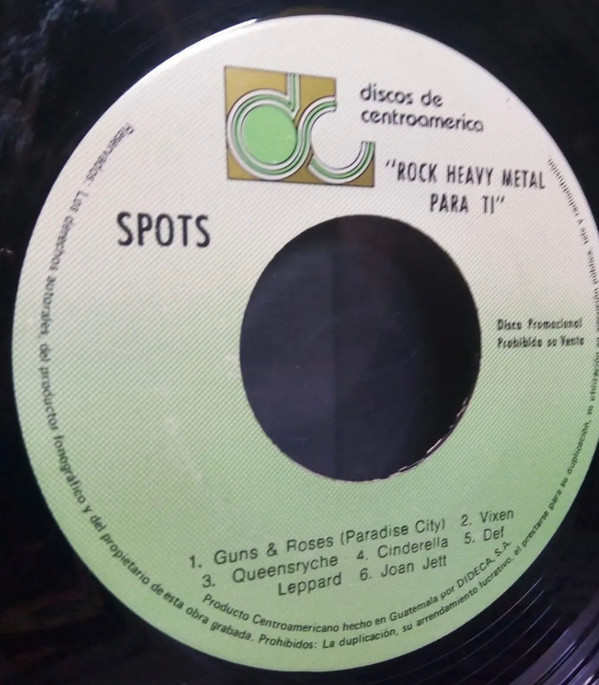 dc
discos de
centroamerica
"ROCK HEAVY METAL
PARA TI"
SPOTS
Disco Promocional
Prohibida su Venta
1. Guns & Roses (Paradise City) 2. Vixen
3. Queensryche 4. Cinderella 5. Def
Leppard 6. Joan Jett
Producto Centroamericano hecho en Guatemala por DIDECA, S.A.
Reservados: Los derechos autorales, del productor fonográfico y del propietario de esta obra grabada. Prohibidos: La duplicación, su arrendamiento lucrativo, el prestarse para su duplicación, su